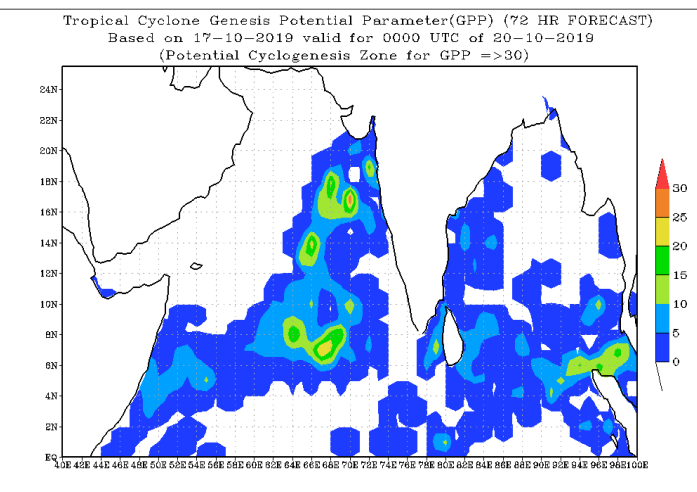 Tropical Cyclone Genesis Potential Parameter(GPP) (72 HR FORECAST)
Based on 17-10-2019 valid for 0000 UTC of 20-10-2019
(Potential Cyclogenesis Zone for GPP =>30)
24N
22N
20N
18N
16N
14N
12N
10N
8N
6N
4N
2N
EQ
40E 42E 44E 46E 48E 50E 52E 54E 56E 58E 60E 62E 64E 66E 68E 70E 72E 74E 76E 78E 80E 82E 84E 86E 88E 90E 92E 94E 96E 98E 100E
30
25
20
15
10
5
0